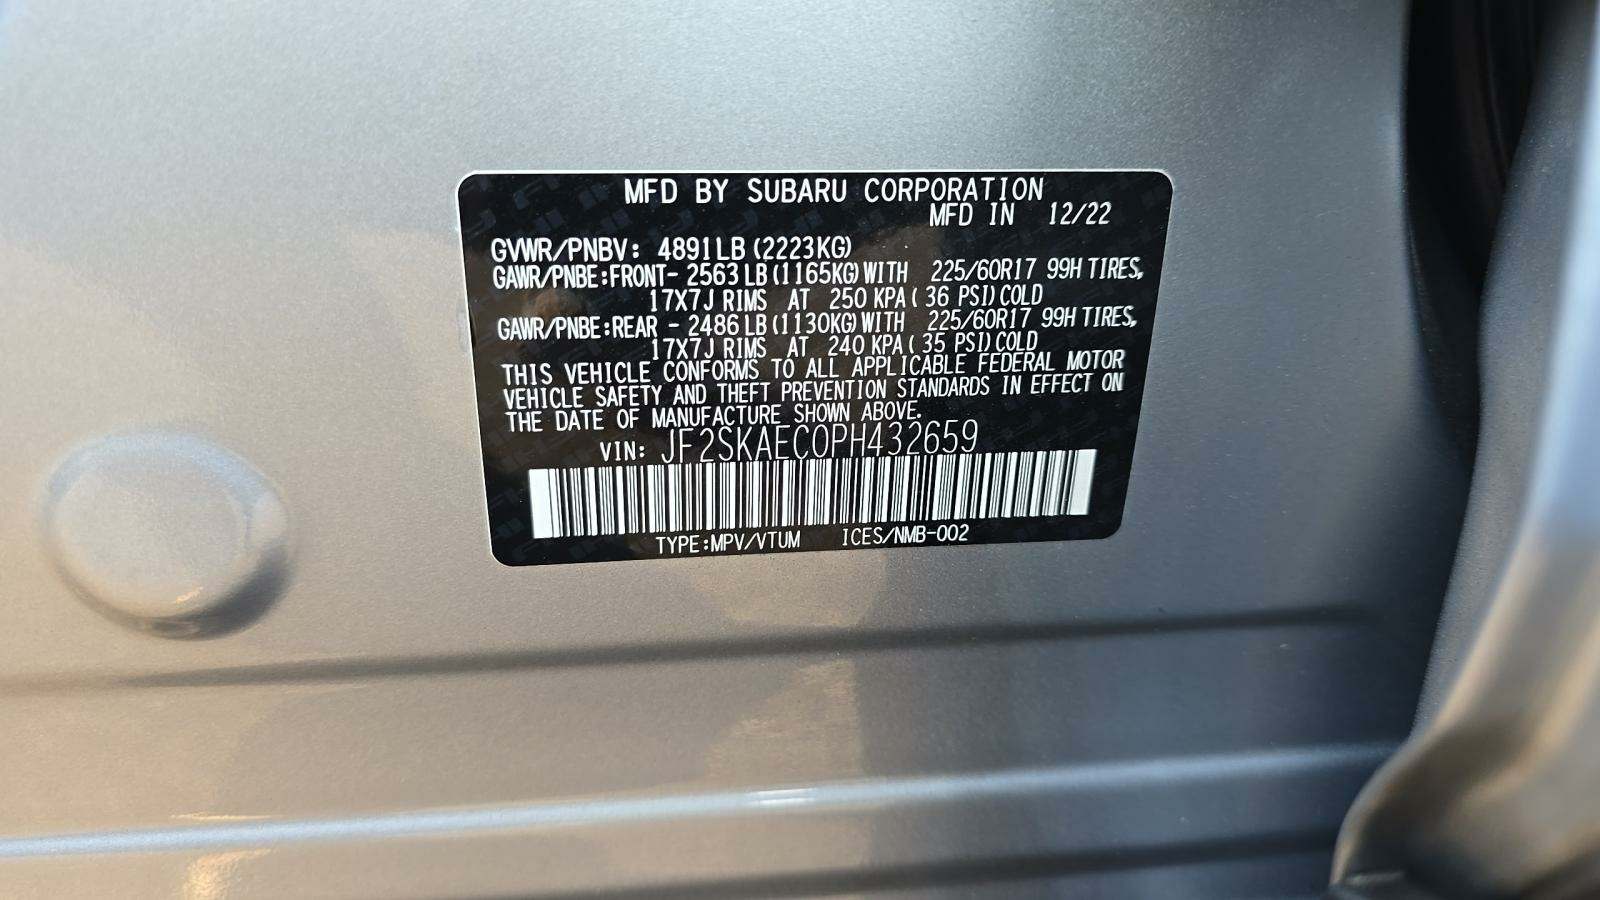 MFD BY SUBARU CORPORATION
MFD IN 12/22
GVWR/PNBV: 4891LB (2223KG)
GAWR/PNBE:FRONT- 2563LB (1165KG) WITH 225/60R17 99H TIRES,
17X7J RIMS AT 250 KPA ( 36 PSI) COLD
GAWR/PNBE:REAR - 2486LB (1130KG) WITH 225/60R17 99H TIRES,
17X7J RIMS AT 240 KPA ( 35 PSI) COLD
THIS VEHICLE CONFORMS TO ALL APPLICABLE FEDERAL MOTOR
VEHICLE SAFETY AND THEFT PREVENTION STANDARDS IN EFFECT ON
THE DATE OF MANUFACTURE SHOWN ABOVE.
VIN: JF2SKAEC0PH432659
TYPE:MPV/VTUM ICES/NMB-002